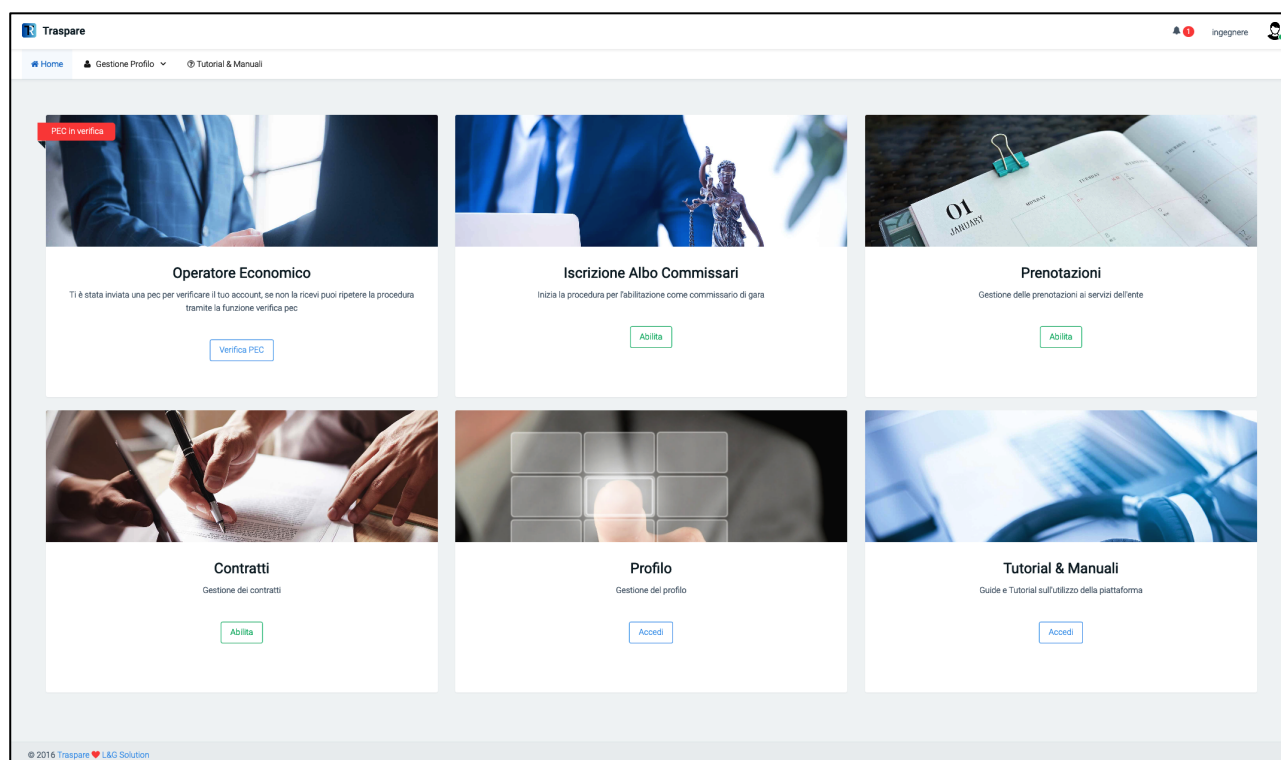 Traspare
1 ingegnere
Home Gestione Profilo Tutorial & Manuali
PEC in verifica
01
JANUARY
MONDAY
TUESDAY
Operatore Economico
Ti è stata inviata una pec per verificare il tuo account, se non la ricevi puoi ripetere la procedura
tramite la funzione verifica pec
Verifica PEC
Iscrizione Albo Commissari
Inizia la procedura per l'abilitazione come commissario di gara
Abilita
Prenotazioni
Gestione delle prenotazioni ai servizi dell'ente
Abilita
Contratti
Gestione dei contratti
Abilita
Profilo
Gestione del profilo
Accedi
Tutorial & Manuali
Guide e Tutorial sull'utilizzo della piattaforma
Accedi
© 2016 Traspare L&G Solution